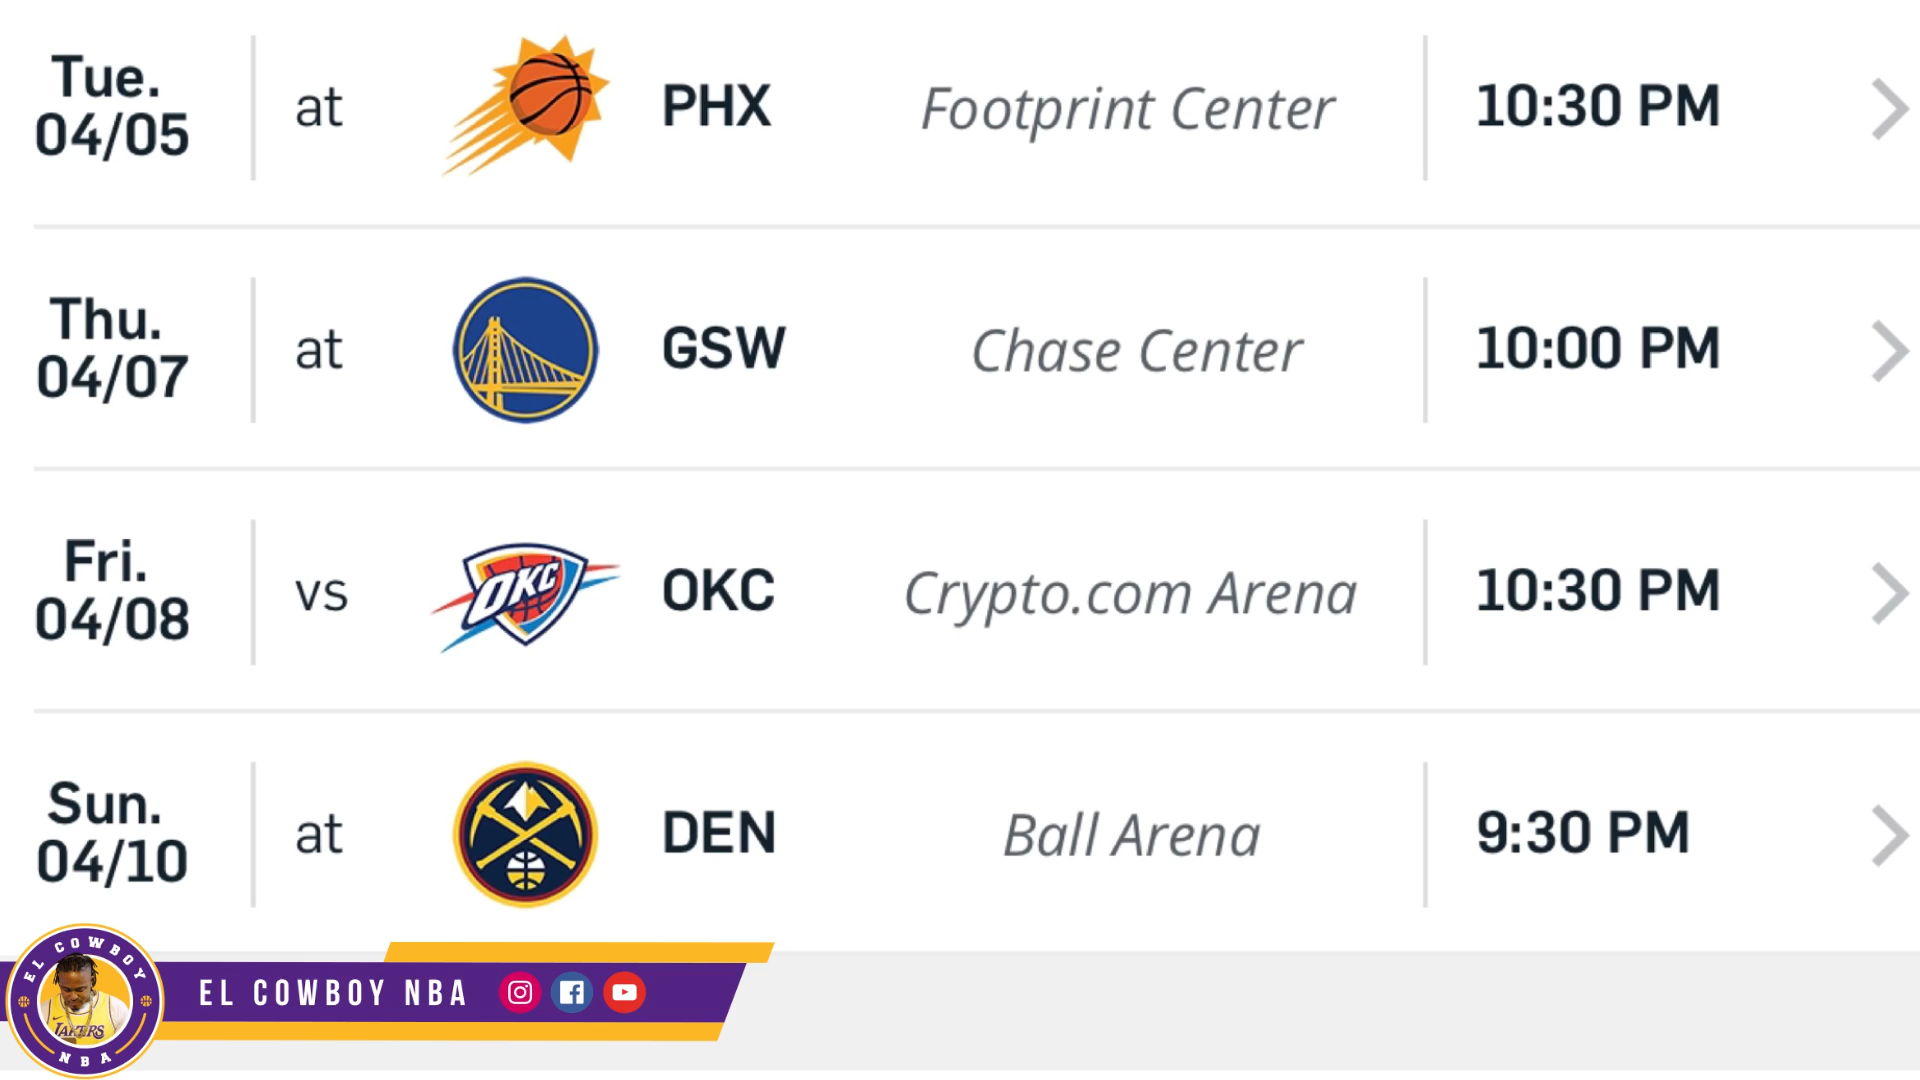 Tue.
04/05
at
PHX
Footprint Center
10:30 PM
Thu.
04/07
at
GSW
Chase Center
10:00 PM
Fri.
04/08
vs
OKC
OKC
Crypto.com Arena
10:30 PM
Sun.
04/10
at
DEN
Ball Arena
9:30 PM
EL COWBOY
LAKERS
NBA
EL COWBOY NBA